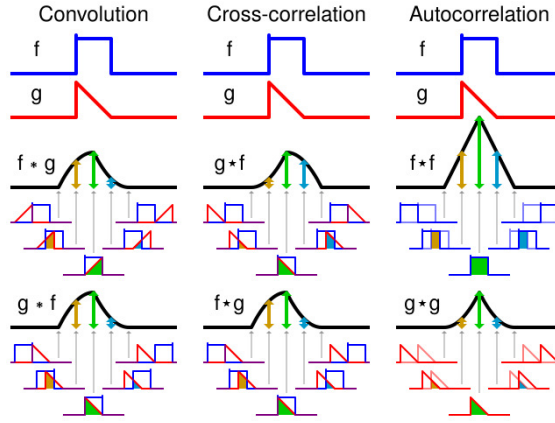 Convolution Cross-correlation Autocorrelation
f f f
g g g
f ∗ g g⋆f f⋆f
g ∗ f f⋆g g⋆g